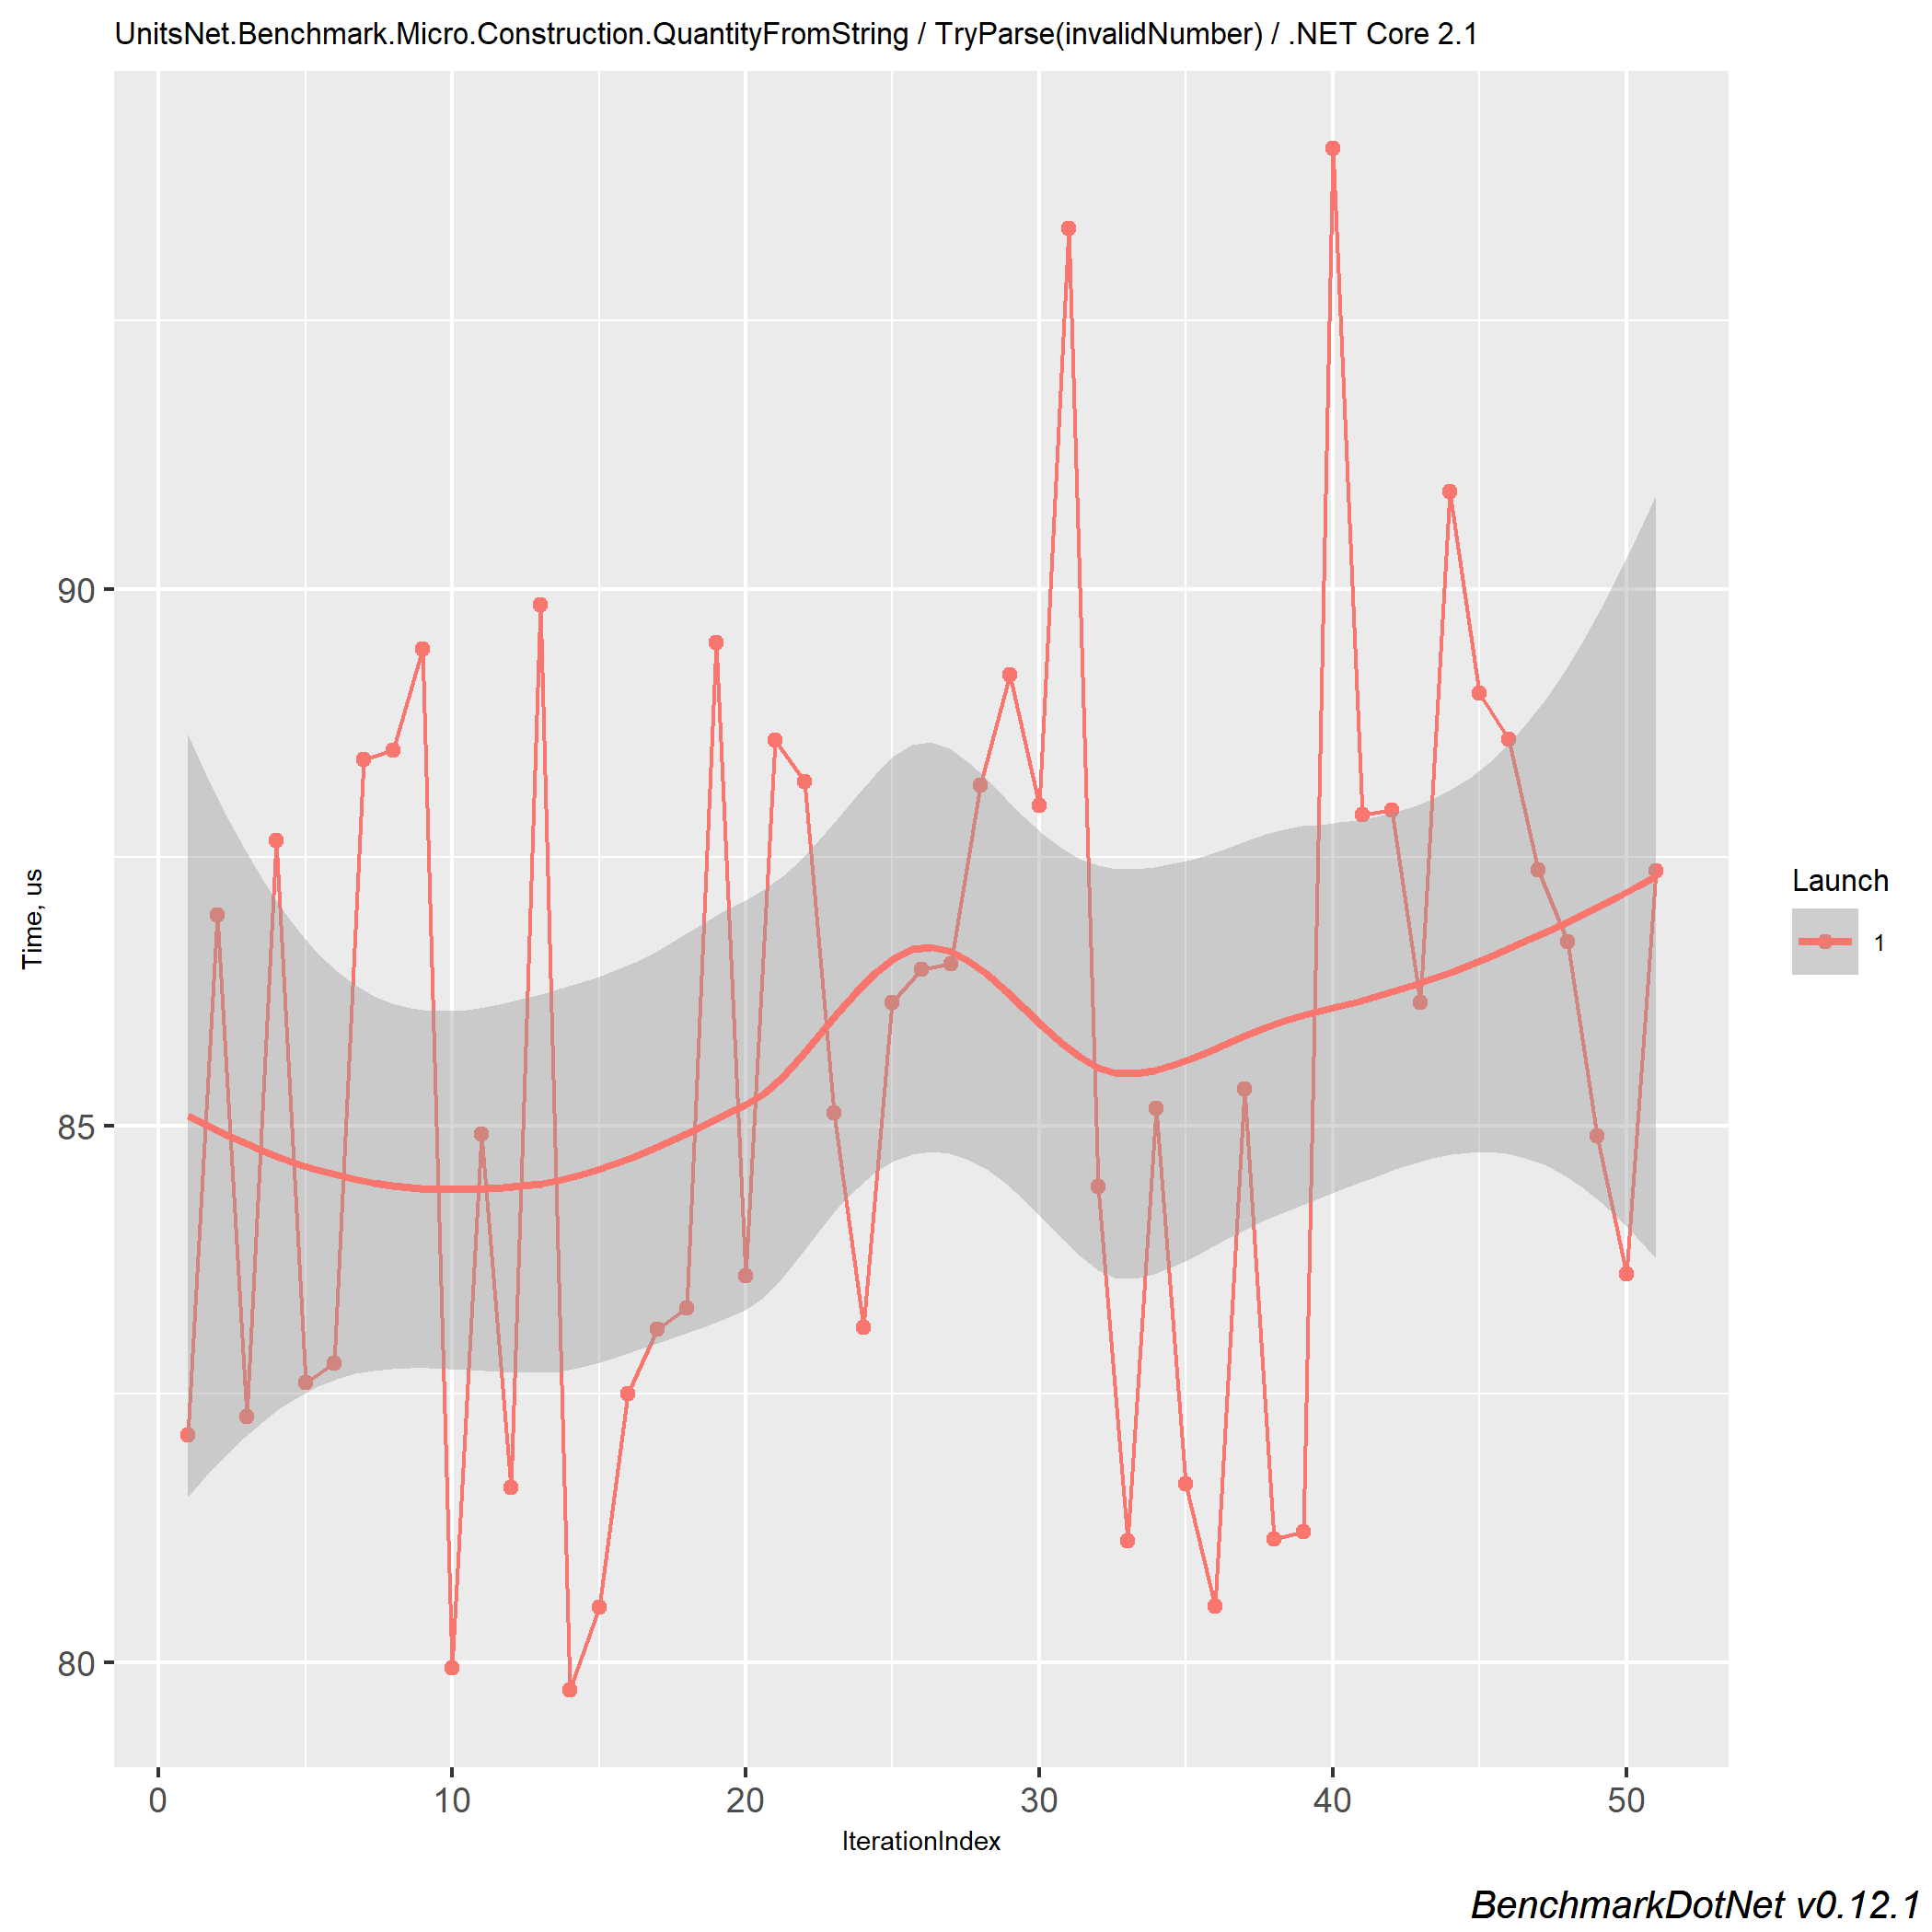 UnitsNet.Benchmark.Micro.Construction.QuantityFromString / TryParse(invalidNumber) / .NET Core 2.1
90
85
80
Time, us
0 10 20 30 40 50
IterationIndex
Launch
1
BenchmarkDotNet v0.12.1